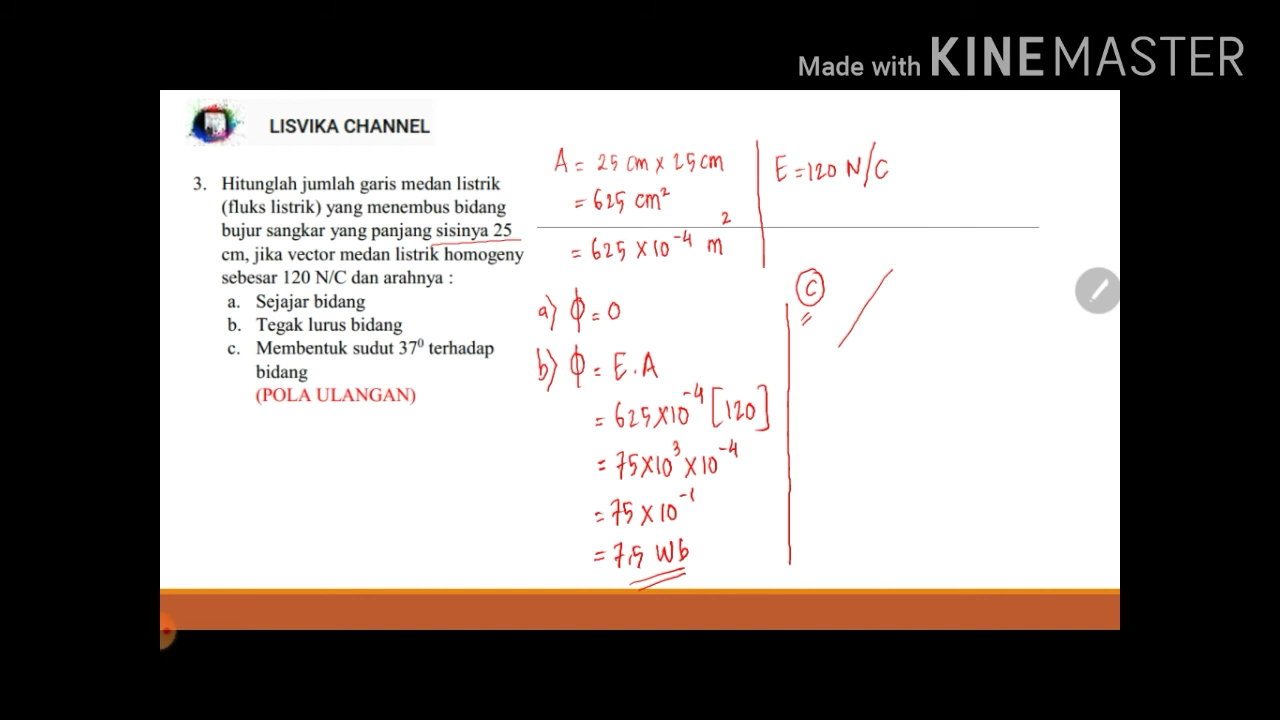 Made with KINEMASTER
LISVIKA CHANNEL
3. Hitunglah jumlah garis medan listrik
(fluks listrik) yang menembus bidang
bujur sangkar yang panjang sisinya 25
cm, jika vector medan listrik homogeny
sebesar 120 N/C dan arahnya :
a. Sejajar bidang
b. Tegak lurus bidang
c. Membentuk sudut 37⁰ terhadap
bidang
(POLA ULANGAN)
A = 25 cm x 25 cm
= 625 cm²
= 625 x 10⁻⁴ m²
E = 120 N/C
a) ϕ = 0
b) ϕ = E . A
= 625 x 10⁻⁴ [120]
= 75 x 10³ x 10⁻⁴
= 75 x 10⁻¹
= 7,5 Wb
C